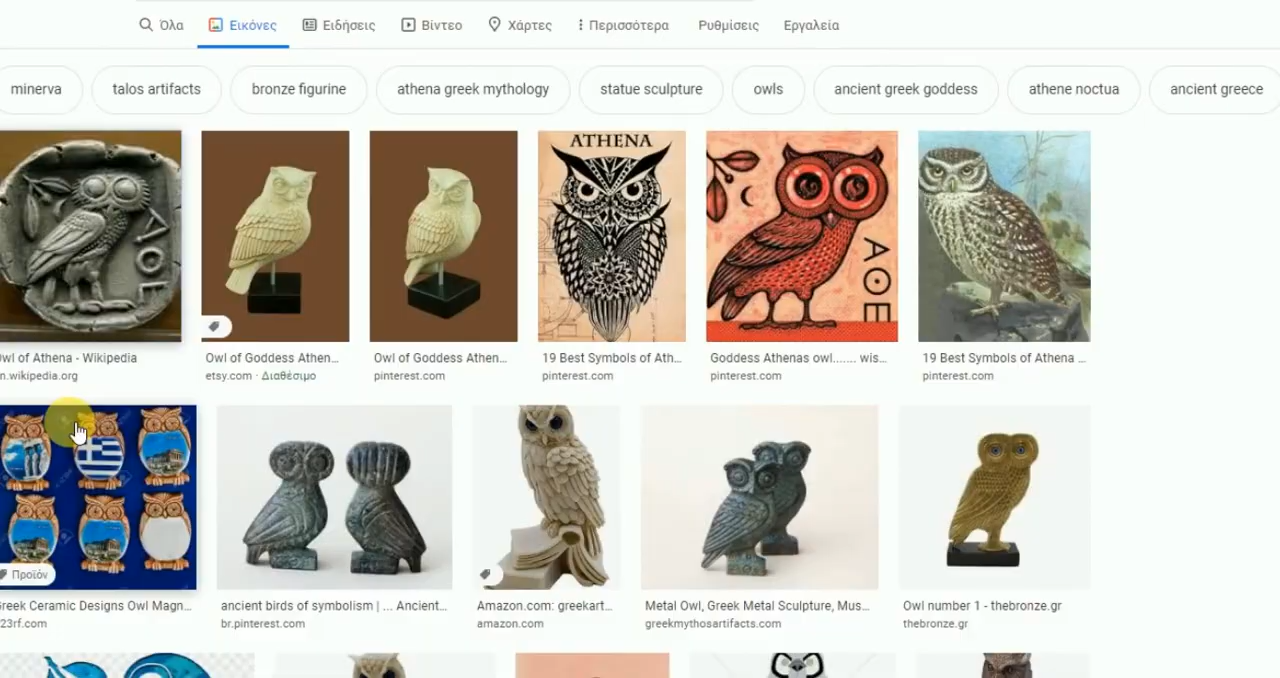 Όλα
Εικόνες
Ειδήσεις
Βίντεο
Χάρτες
Περισσότερα
Ρυθμίσεις
Εργαλεία
minerva
talos artifacts
bronze figurine
athena greek mythology
statue sculpture
owls
ancient greek goddess
athene noctua
ancient greece
ATHENA
ΑΘΕ
wl of Athena - Wikipedia
n.wikipedia.org
Owl of Goddess Athen...
etsy.com · Διαθέσιμο
Owl of Goddess Athen...
pinterest.com
19 Best Symbols of Ath...
pinterest.com
Goddess Athenas owl....... wis...
pinterest.com
19 Best Symbols of Athena ...
pinterest.com
Προϊόν
reek Ceramic Designs Owl Magn...
23rf.com
ancient birds of symbolism | ... Ancient...
br.pinterest.com
Amazon.com: greekart...
amazon.com
Metal Owl, Greek Metal Sculpture, Mus...
greekmythosartifacts.com
Owl number 1 - thebronze.gr
thebronze.gr